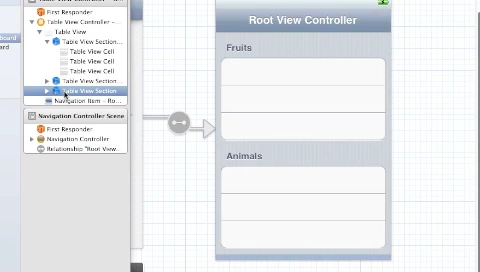 First Responder
Table View Controller – ...
Table View
Table View Section...
Table View Cell
Table View Cell
Table View Cell
Table View Section...
Table View Section
Navigation Item – Ro...
Navigation Controller Scene
First Responder
Navigation Controller
Relationship "Root View...
Root View Controller
Fruits
Animals